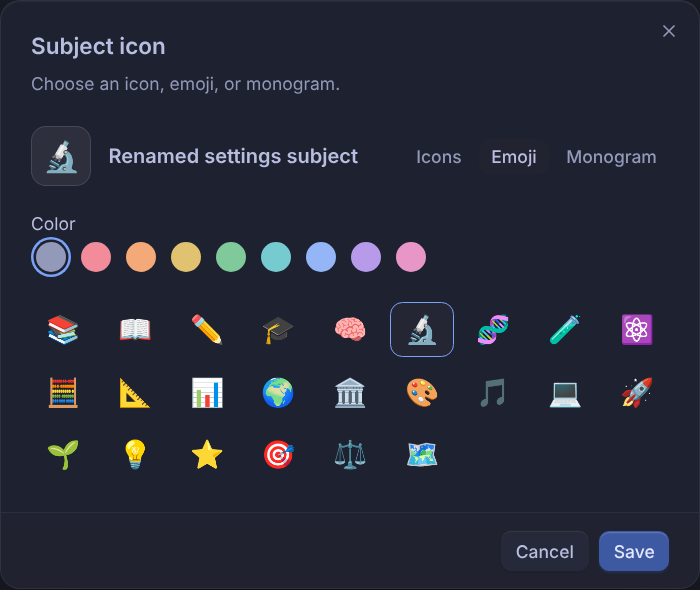 Subject icon
Choose an icon, emoji, or monogram.
Renamed settings subject
Icons Emoji Monogram
Color
Cancel Save